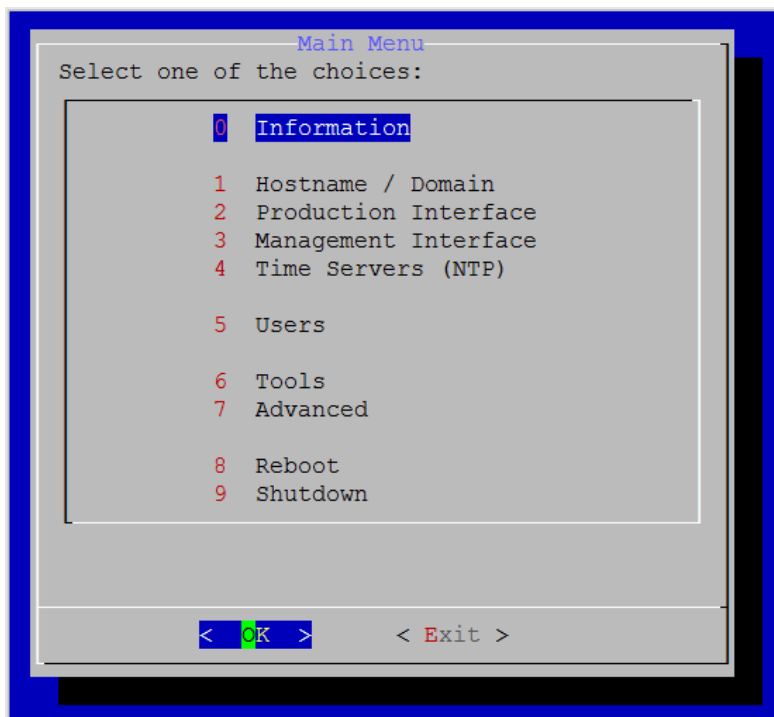 Main Menu
Select one of the choices:
0 Information
1 Hostname / Domain
2 Production Interface
3 Management Interface
4 Time Servers (NTP)
5 Users
6 Tools
7 Advanced
8 Reboot
9 Shutdown
< OK > < Exit >